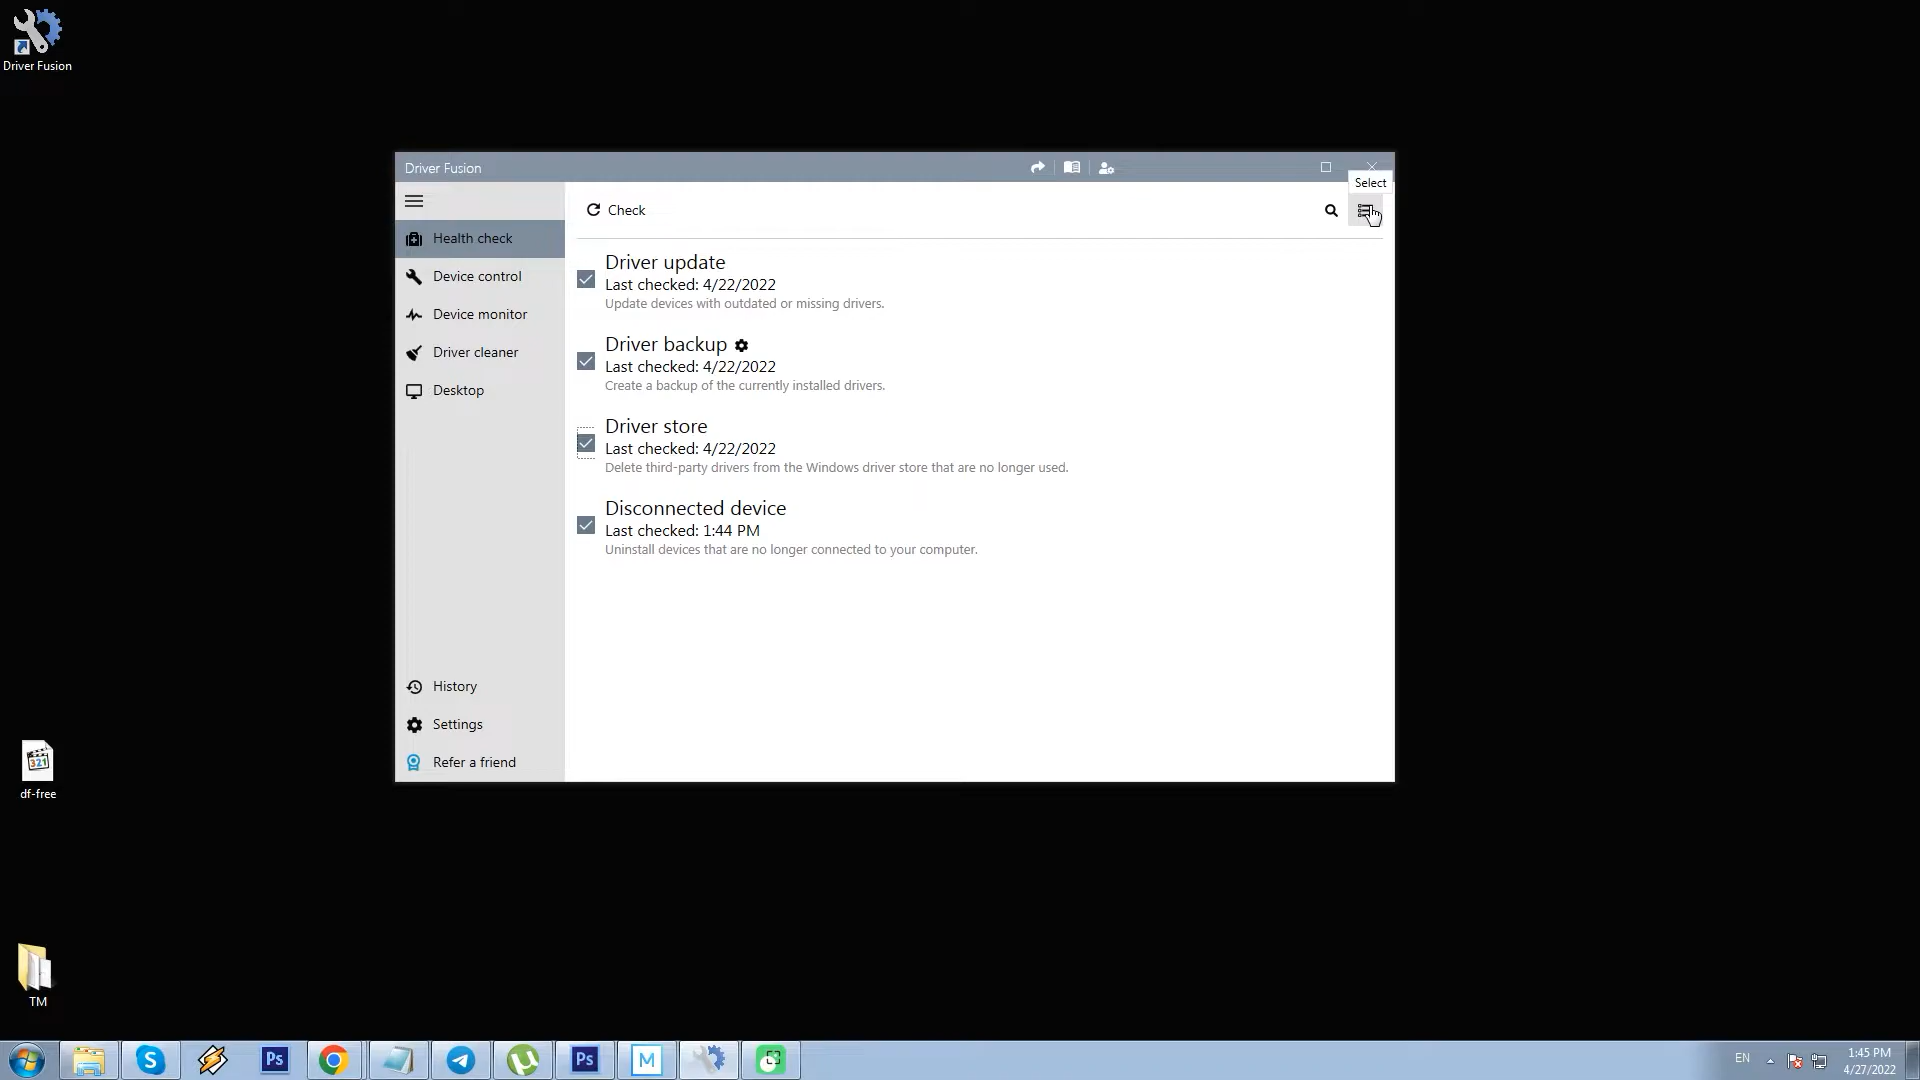 Driver Fusion
Driver Fusion
Select
Check
Health check
Device control
Device monitor
Driver cleaner
Desktop
History
Settings
Refer a friend
Driver update
Last checked: 4/22/2022
Update devices with outdated or missing drivers.
Driver backup
Last checked: 4/22/2022
Create a backup of the currently installed drivers.
Driver store
Last checked: 4/22/2022
Delete third-party drivers from the Windows driver store that are no longer used.
Disconnected device
Last checked: 1:44 PM
Uninstall devices that are no longer connected to your computer.
321
df-free
TM
S
Ps
Ps
M
EN
1:45 PM
4/27/2022